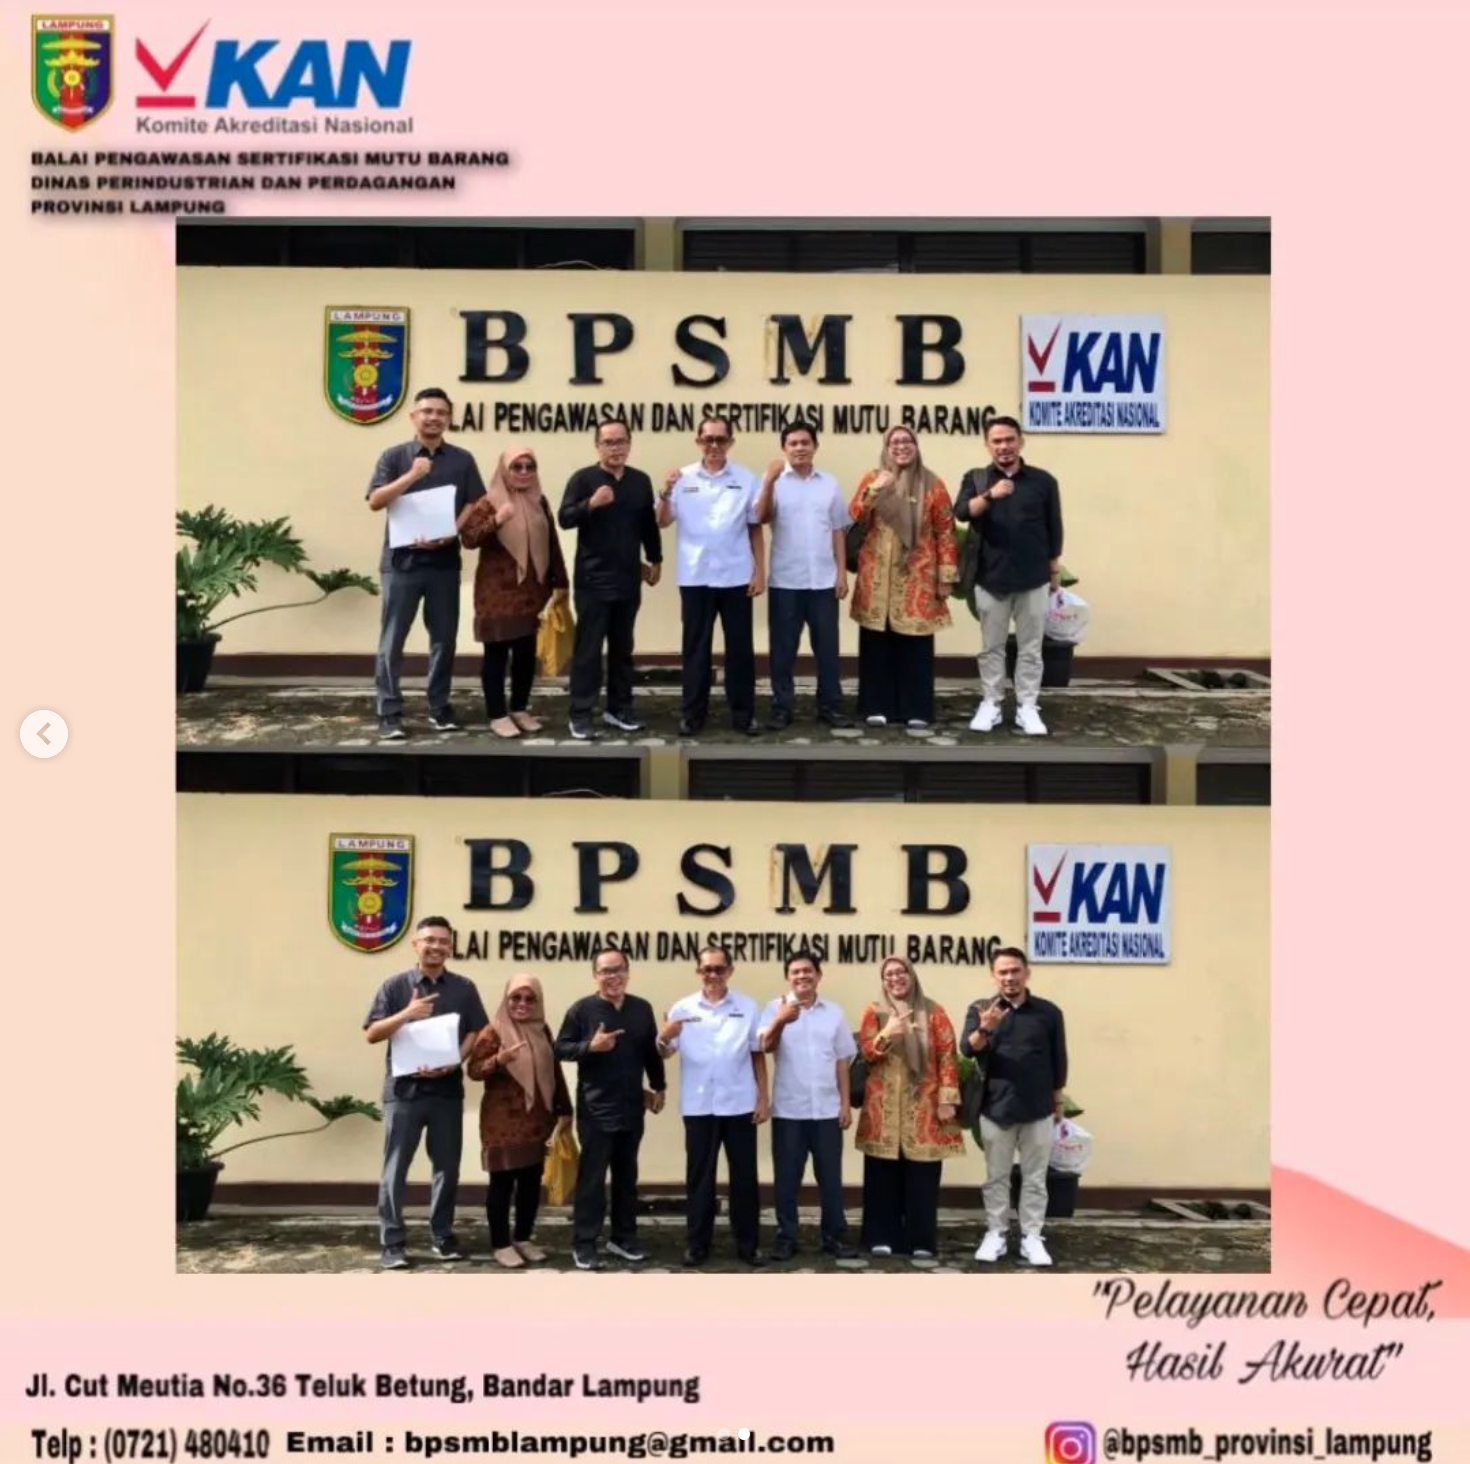 LAMPUNG
KAN
Komite Akreditasi Nasional
BALAI PENGAWASAN SERTIFIKASI MUTU BARANG
DINAS PERINDUSTRIAN DAN PERDAGANGAN
PROVINSI LAMPUNG
LAMPUNG
BPSMB
LAI PENGAWASAN DAN SERTIFIKASI MUTU BARANG
KAN
KOMITE AKREDITASI NASIONAL
LAMPUNG
BPSMB
LAI PENGAWASAN DAN SERTIFIKASI MUTU BARANG
KAN
KOMITE AKREDITASI NASIONAL
"Pelayanan Cepat,
Hasil Akurat"
Jl. Cut Meutia No.36 Teluk Betung, Bandar Lampung
Telp : (0721) 480410 Email : bpsmblampung@gmail.com
@bpsmb_provinsi_lampung